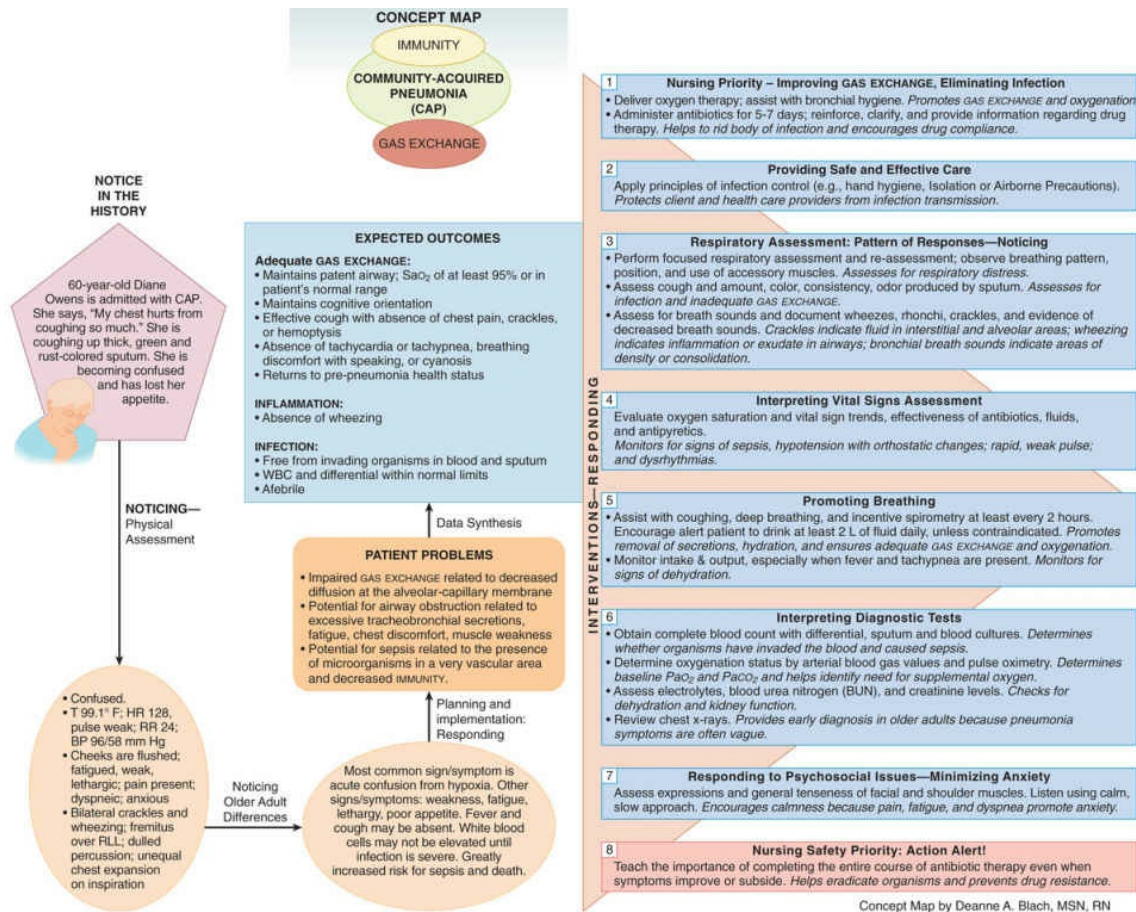 CONCEPT MAP
IMMUNITY
COMMUNITY-ACQUIRED
PNEUMONIA
(CAP)
GAS EXCHANGE
NOTICE
IN THE
HISTORY
60-year-old Diane
Owens is admitted with CAP.
She says, “My chest hurts from
coughing so much.” She is
coughing up thick, green and
rust-colored sputum. She is
becoming confused
and has lost her
appetite.
NOTICING—
Physical
Assessment
• Confused.
• T 99.1° F; HR 128,
pulse weak; RR 24;
BP 96/58 mm Hg
• Cheeks are flushed;
fatigued, weak,
lethargic; pain present;
dyspneic; anxious
• Bilateral crackles and
wheezing; fremitus
over RLL; dulled
percussion; unequal
chest expansion
on inspiration
Noticing
Older Adult
Differences
Most common sign/symptom is
acute confusion from hypoxia. Other
signs/symptoms: weakness, fatigue,
lethargy, poor appetite. Fever and
cough may be absent. White blood
cells may not be elevated until
infection is severe. Greatly
increased risk for sepsis and death.
Planning and
implementation:
Responding
PATIENT PROBLEMS
• Impaired GAS EXCHANGE related to decreased
diffusion at the alveolar-capillary membrane
• Potential for airway obstruction related to
excessive tracheobronchial secretions,
fatigue, chest discomfort, muscle weakness
• Potential for sepsis related to the presence
of microorganisms in a very vascular area
and decreased IMMUNITY.
Data Synthesis
EXPECTED OUTCOMES
Adequate GAS EXCHANGE:
• Maintains patent airway; SaO2 of at least 95% or in
patient's normal range
• Maintains cognitive orientation
• Effective cough with absence of chest pain, crackles,
or hemoptysis
• Absence of tachycardia or tachypnea, breathing
discomfort with speaking, or cyanosis
• Returns to pre-pneumonia health status
INFLAMMATION:
• Absence of wheezing
INFECTION:
• Free from invading organisms in blood and sputum
• WBC and differential within normal limits
• Afebrile
INTERVENTIONS—RESPONDING
1 Nursing Priority – Improving GAS EXCHANGE, Eliminating Infection
• Deliver oxygen therapy; assist with bronchial hygiene. Promotes GAS EXCHANGE and oxygenation.
• Administer antibiotics for 5-7 days; reinforce, clarify, and provide information regarding drug
therapy. Helps to rid body of infection and encourages drug compliance.
2 Providing Safe and Effective Care
Apply principles of infection control (e.g., hand hygiene, Isolation or Airborne Precautions).
Protects client and health care providers from infection transmission.
3 Respiratory Assessment: Pattern of Responses—Noticing
• Perform focused respiratory assessment and re-assessment; observe breathing pattern,
position, and use of accessory muscles. Assesses for respiratory distress.
• Assess cough and amount, color, consistency, odor produced by sputum. Assesses for
infection and inadequate GAS EXCHANGE.
• Assess for breath sounds and document wheezes, rhonchi, crackles, and evidence of
decreased breath sounds. Crackles indicate fluid in interstitial and alveolar areas; wheezing
indicates inflammation or exudate in airways; bronchial breath sounds indicate areas of
density or consolidation.
4 Interpreting Vital Signs Assessment
Evaluate oxygen saturation and vital sign trends, effectiveness of antibiotics, fluids,
and antipyretics.
Monitors for signs of sepsis, hypotension with orthostatic changes; rapid, weak pulse;
and dysrhythmias.
5 Promoting Breathing
• Assist with coughing, deep breathing, and incentive spirometry at least every 2 hours.
Encourage alert patient to drink at least 2 L of fluid daily, unless contraindicated. Promotes
removal of secretions, hydration, and ensures adequate GAS EXCHANGE and oxygenation.
• Monitor intake & output, especially when fever and tachypnea are present. Monitors for
signs of dehydration.
6 Interpreting Diagnostic Tests
• Obtain complete blood count with differential, sputum and blood cultures. Determines
whether organisms have invaded the blood and caused sepsis.
• Determine oxygenation status by arterial blood gas values and pulse oximetry. Determines
baseline PaO2 and PaCO2 and helps identify need for supplemental oxygen.
• Assess electrolytes, blood urea nitrogen (BUN), and creatinine levels. Checks for
dehydration and kidney function.
• Review chest x-rays. Provides early diagnosis in older adults because pneumonia
symptoms are often vague.
7 Responding to Psychosocial Issues—Minimizing Anxiety
Assess expressions and general tenseness of facial and shoulder muscles. Listen using calm,
slow approach. Encourages calmness because pain, fatigue, and dyspnea promote anxiety.
8 Nursing Safety Priority: Action Alert!
Teach the importance of completing the entire course of antibiotic therapy even when
symptoms improve or subside. Helps eradicate organisms and prevents drug resistance.
Concept Map by Deanne A. Blach, MSN, RN